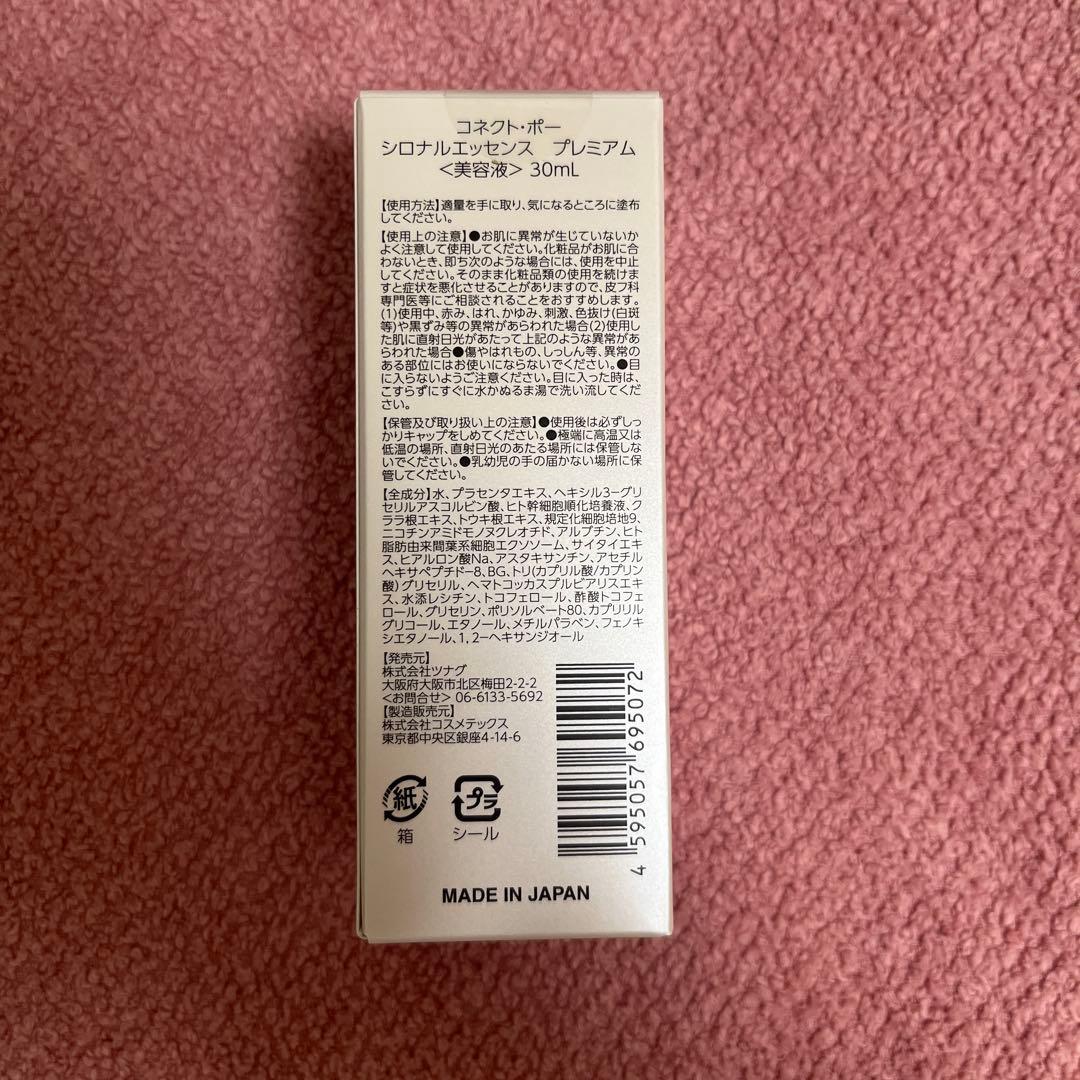 コネクト・ポー
シロナルエッセンス　プレミアム
＜美容液＞ 30mL
【使用方法】適量を手に取り、気になるところに塗布
してください。
【使用上の注意】●お肌に異常が生じていないか
よく注意して使用してください。化粧品がお肌に合
わないとき、即ち次のような場合には、使用を中止
してください。そのまま化粧品類の使用を続けま
すと症状を悪化させることがありますので、皮フ科
専門医等にご相談されることをおすすめします。
(1)使用中、赤み、はれ、かゆみ、刺激、色抜け(白斑
等)や黒ずみ等の異常があらわれた場合(2)使用し
た肌に直射日光があたって上記のような異常があ
らわれた場合●傷やはれもの、しっしん等、異常の
ある部位にはお使いにならないでください。●目
に入らないようご注意ください。目に入った時は、
こすらずにすぐに水かぬるま湯で洗い流してくだ
さい。
【保管及び取り扱い上の注意】●使用後は必ずしっ
かりキャップをしめてください。●極端に高温又は
低温の場所、直射日光のあたる場所には保管しな
いでください。●乳幼児の手の届かない場所に保
管してください。
【全成分】水、プラセンタエキス、ヘキシル3-グリ
セリルアスコルビン酸、ヒト幹細胞順化培養液、ク
ララ根エキス、トウキ根エキス、規定化細胞培地9、
ニコチンアミドモノヌクレオチド、アルブチン、ヒト
脂肪由来間葉系細胞エクソソーム、サイタイエキ
ス、ヒアルロン酸Na、アスタキサンチン、アセチル
ヘキサペプチド-8、BG、トリ(カプリル酸/カプリン
酸)グリセリル、ヘマトコッカスプルビアリスエキ
ス、水添レシチン、トコフェロール、酢酸トコフェ
ロール、グリセリン、ポリソルベート80、カプリリル
グリコール、エタノール、メチルパラベン、フェノキ
シエタノール、1,2-ヘキサンジオール
【発売元】
株式会社ツナグ
大阪府大阪市北区梅田2-2-2
＜お問合せ＞ 06-6133-5692
【製造販売元】
株式会社コスメテックス
東京都中央区銀座4-14-6
4 595057 695072
紙
箱
プラ
シール
MADE IN JAPAN